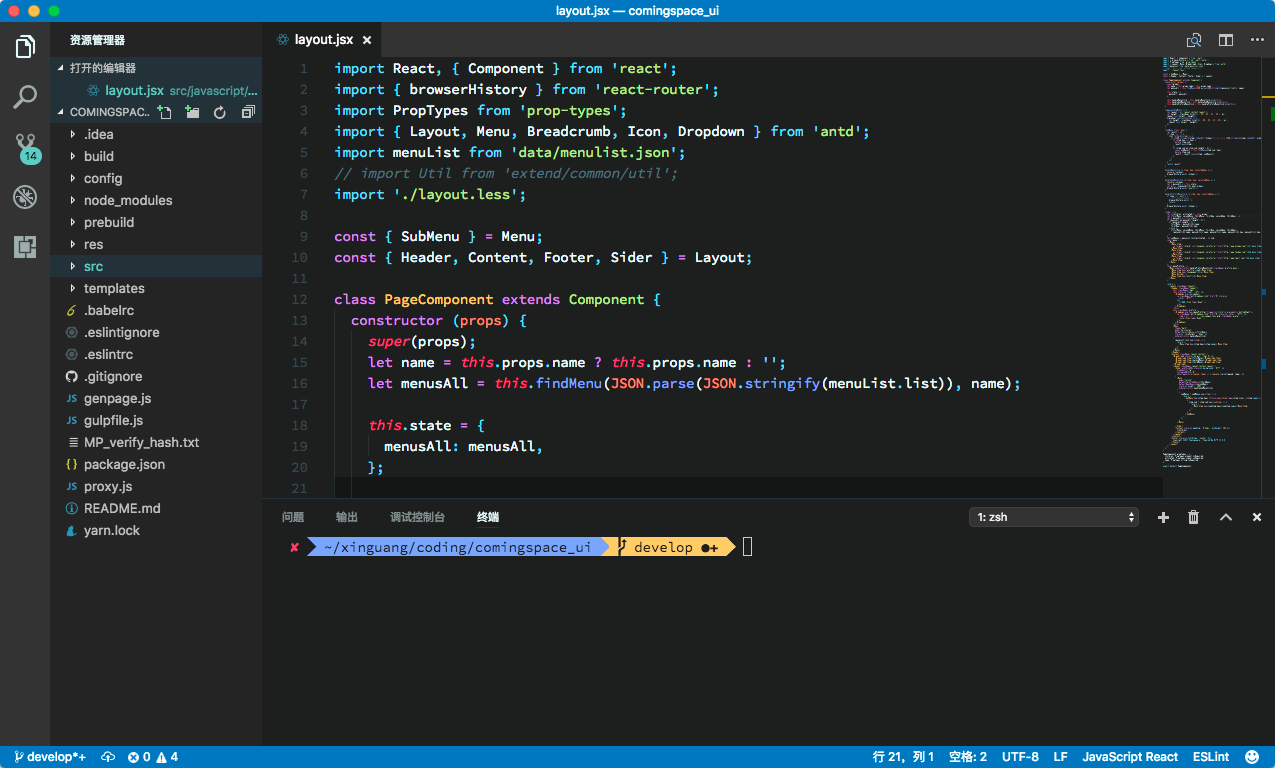 layout.jsx — comingspace_ui
资源管理器
打开的编辑器
layout.jsx src/javascript/...
COMINGSPAC...
.idea
build
config
node_modules
prebuild
res
src
templates
.babelrc
.eslintignore
.eslintrc
.gitignore
JS genpage.js
JS gulpfile.js
MP_verify_hash.txt
{} package.json
JS proxy.js
README.md
yarn.lock
14
layout.jsx ×
1 import React, { Component } from 'react';
2 import { browserHistory } from 'react-router';
3 import PropTypes from 'prop-types';
4 import { Layout, Menu, Breadcrumb, Icon, Dropdown } from 'antd';
5 import menuList from 'data/menulist.json';
6 // import Util from 'extend/common/util';
7 import './layout.less';
8
9 const { SubMenu } = Menu;
10 const { Header, Content, Footer, Sider } = Layout;
11
12 class PageComponent extends Component {
13 constructor (props) {
14 super(props);
15 let name = this.props.name ? this.props.name : '';
16 let menusAll = this.findMenu(JSON.parse(JSON.stringify(menuList.list)), name);
17
18 this.state = {
19 menusAll: menusAll,
20 };
21
问题 输出 调试控制台 终端 1: zsh
✘ ~/xinguang/coding/comingspace_ui develop ●+
develop*+ 0 4 行 21，列 1 空格: 2 UTF-8 LF JavaScript React ESLint